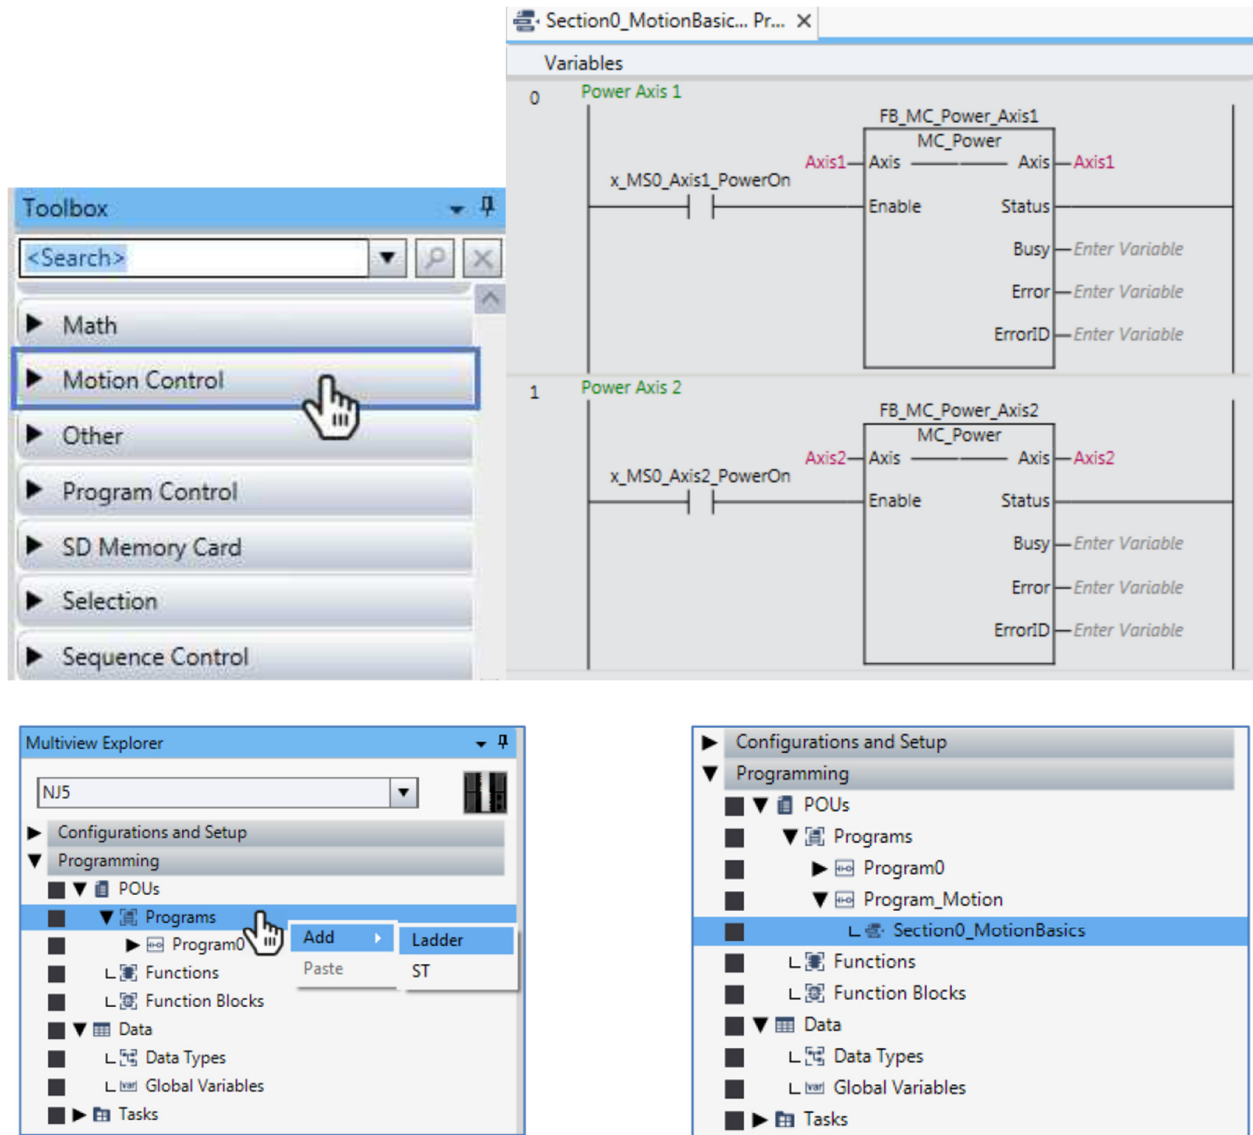 Section0_MotionBasic... Pr...
Variables
0
Power Axis 1
FB_MC_Power_Axis1
MC_Power
Axis1 Axis Axis Axis1
x_MS0_Axis1_PowerOn
Enable Status
Busy Enter Variable
Error Enter Variable
ErrorID Enter Variable
1
Power Axis 2
FB_MC_Power_Axis2
MC_Power
Axis2 Axis Axis Axis2
x_MS0_Axis2_PowerOn
Enable Status
Busy Enter Variable
Error Enter Variable
ErrorID Enter Variable
Toolbox
<Search>
Math
Motion Control
Other
Program Control
SD Memory Card
Selection
Sequence Control
Multiview Explorer
NJ5
Configurations and Setup
Programming
POUs
Programs
Program0
Functions
Function Blocks
Data
Data Types
Global Variables
Tasks
Add
Paste
Ladder
ST
Configurations and Setup
Programming
POUs
Programs
Program0
Program_Motion
Section0_MotionBasics
Functions
Function Blocks
Data
Data Types
Global Variables
Tasks